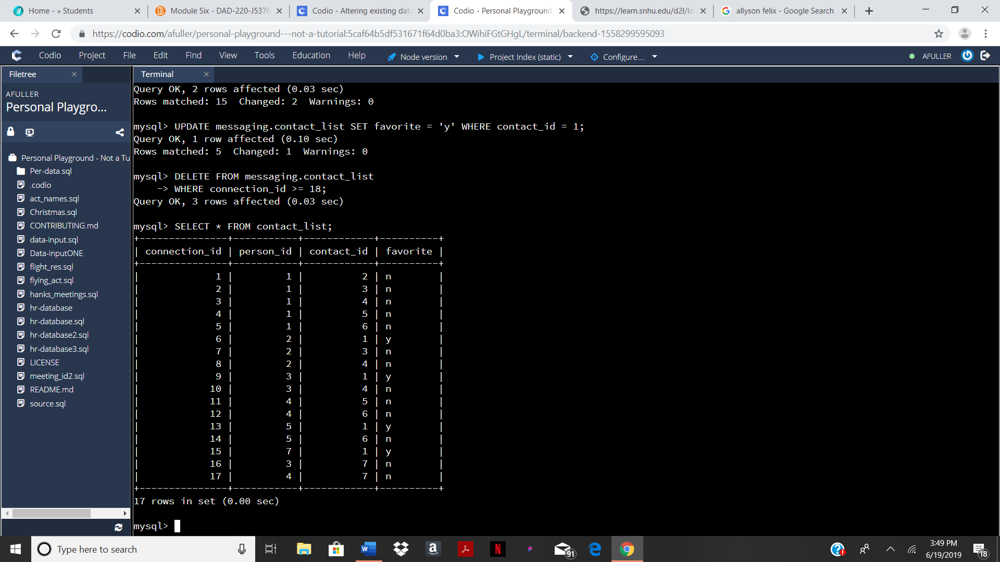 Home - » Students
Module Six - DAD-220-J5376
Codio - Altering existing data
Codio - Personal Playground
https://learn.snhu.edu/d2l/lo
allyson felix - Google Search
https://codio.com/afuller/personal-playground---not-a-tutorial:5caf64b5df531671f64d0ba3:OWihiFGtGHgL/terminal/backend-1558299595093
Codio Project File Edit Find View Tools Education Help Node version Project Index (static) Configure.... AFULLER
Filetree
Terminal
AFULLER
Personal Playgro...
Personal Playground - Not a Tu
Per-data.sql
.codio
act_names.sql
Christmas.sql
CONTRIBUTING.md
data-input.sql
Data-inputONE
flight_res.sql
flying_act.sql
hanks_meetings.sql
hr-database
hr-database.sql
hr-database2.sql
hr-database3.sql
LICENSE
meeting_id2.sql
README.md
source.sql
Query OK, 2 rows affected (0.03 sec)
Rows matched: 15  Changed: 2  Warnings: 0
mysql> UPDATE messaging.contact_list SET favorite = 'y' WHERE contact_id = 1;
Query OK, 1 row affected (0.10 sec)
Rows matched: 5  Changed: 1  Warnings: 0
mysql> DELETE FROM messaging.contact_list
    -> WHERE connection_id >= 18;
Query OK, 3 rows affected (0.03 sec)
mysql> SELECT * FROM contact_list;
+---------------+-----------+------------+----------+
| connection_id | person_id | contact_id | favorite |
+---------------+-----------+------------+----------+
|             1 |         1 |          2 | n        |
|             2 |         1 |          3 | n        |
|             3 |         1 |          4 | n        |
|             4 |         1 |          5 | n        |
|             5 |         1 |          6 | n        |
|             6 |         2 |          1 | y        |
|             7 |         2 |          3 | n        |
|             8 |         2 |          4 | n        |
|             9 |         3 |          1 | y        |
|            10 |         3 |          4 | n        |
|            11 |         4 |          5 | n        |
|            12 |         4 |          6 | n        |
|            13 |         5 |          1 | y        |
|            14 |         5 |          6 | n        |
|            15 |         7 |          1 | y        |
|            16 |         3 |          7 | n        |
|            17 |         4 |          7 | n        |
+---------------+-----------+------------+----------+
17 rows in set (0.00 sec)
mysql>
Type here to search
91
3:49 PM
6/19/2019
18